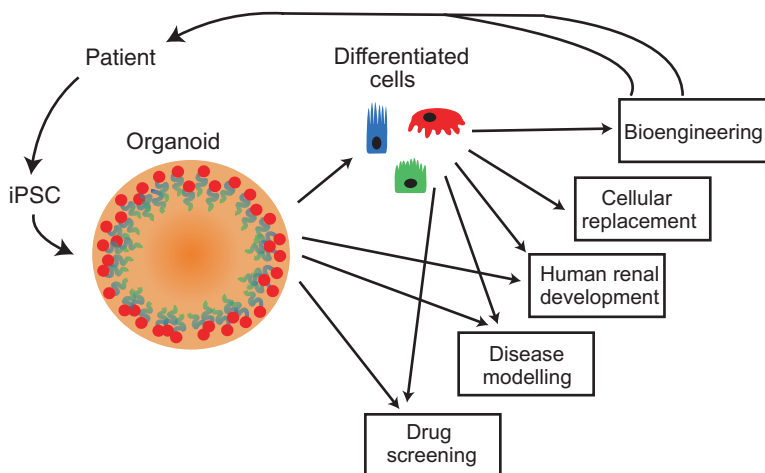 Patient
Differentiated
cells
Bioengineering
Organoid
iPSC
Cellular
replacement
Human renal
development
Disease
modelling
Drug
screening